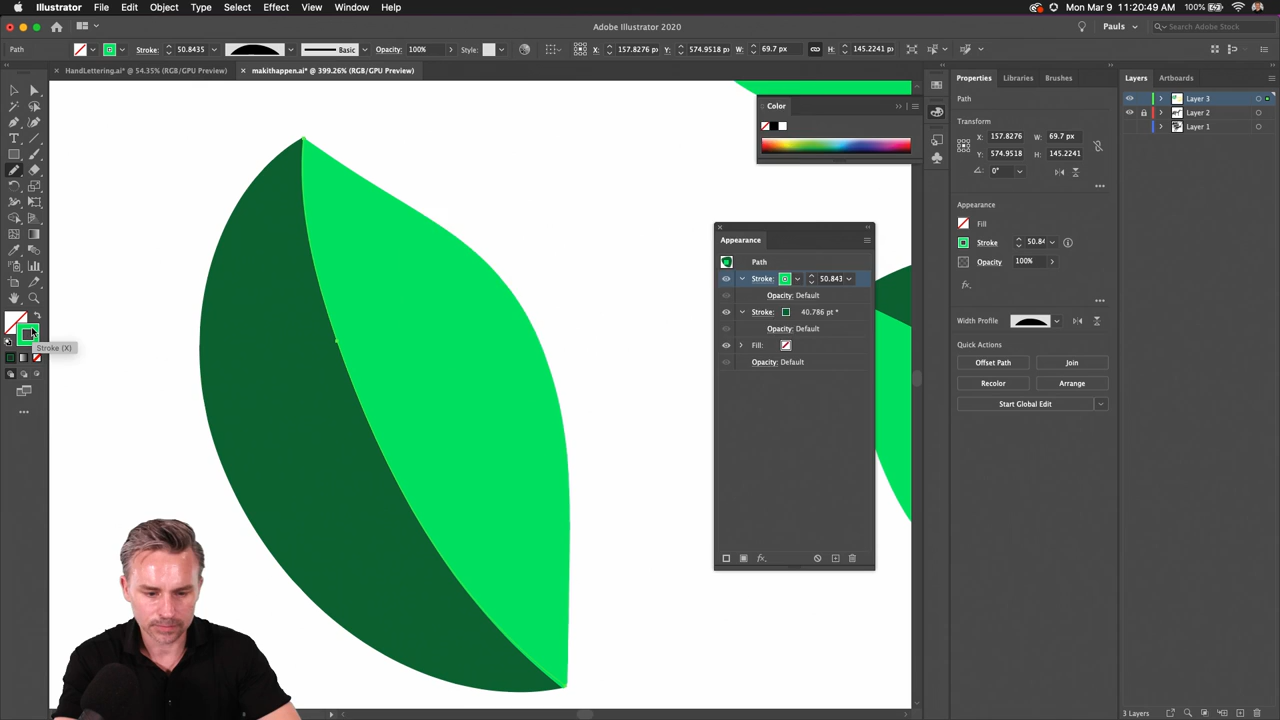 Illustrator File Edit Object Type Select Effect View Window Help
100% Mon Mar 9 11:20:49 AM
Adobe Illustrator 2020
Pauls
Search Adobe Stock
Path
Stroke: 50.8435
Basic
Opacity: 100%
Style:
X: 157.8276 p
Y: 574.9518 p
W: 69.7 px
H: 145.2241 p
HandLettering.ai* @ 54.35% (RGB/GPU Preview)
makithappen.ai* @ 399.26% (RGB/GPU Preview)
Color
Stroke (X)
Appearance
Path
Stroke: 50.843
Opacity: Default
Stroke: 40.786 pt *
Opacity: Default
Fill:
Opacity: Default
fx.
Properties Libraries Brushes
Path
Transform
X: 157.8276 W: 69.7 px
Y: 574.9518 H: 145.2241
0°
Appearance
Fill
Stroke 50.84
Opacity 100%
fx.
Width Profile
Quick Actions
Offset Path Join
Recolor Arrange
Start Global Edit
Layers Artboards
Layer 3
Layer 2
Layer 1
3 Layers